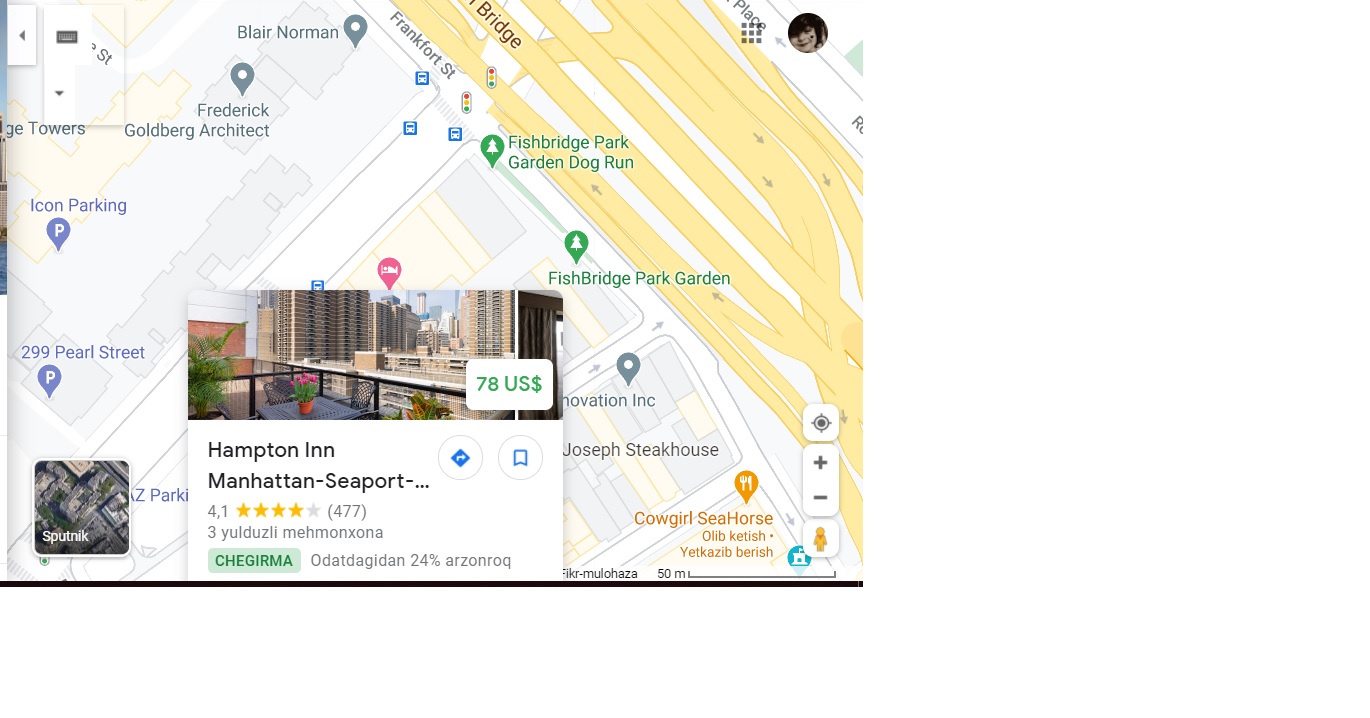 Bridge
Place
Blair Norman
Frankfort St
e St
Frederick
Goldberg Architect
ge Towers
Fishbridge Park
Garden Dog Run
Icon Parking
P
FishBridge Park Garden
299 Pearl Street
P
78 US$
novation Inc
Hampton Inn
Manhattan-Seaport-...
Joseph Steakhouse
AZ Parki
4,1 (477)
3 yulduzli mehmonxona
CHEGIRMA Odatdagidan 24% arzonroq
Sputnik
Cowgirl SeaHorse
Olib ketish •
Yetkazib berish
Fikr-mulohaza 50 m